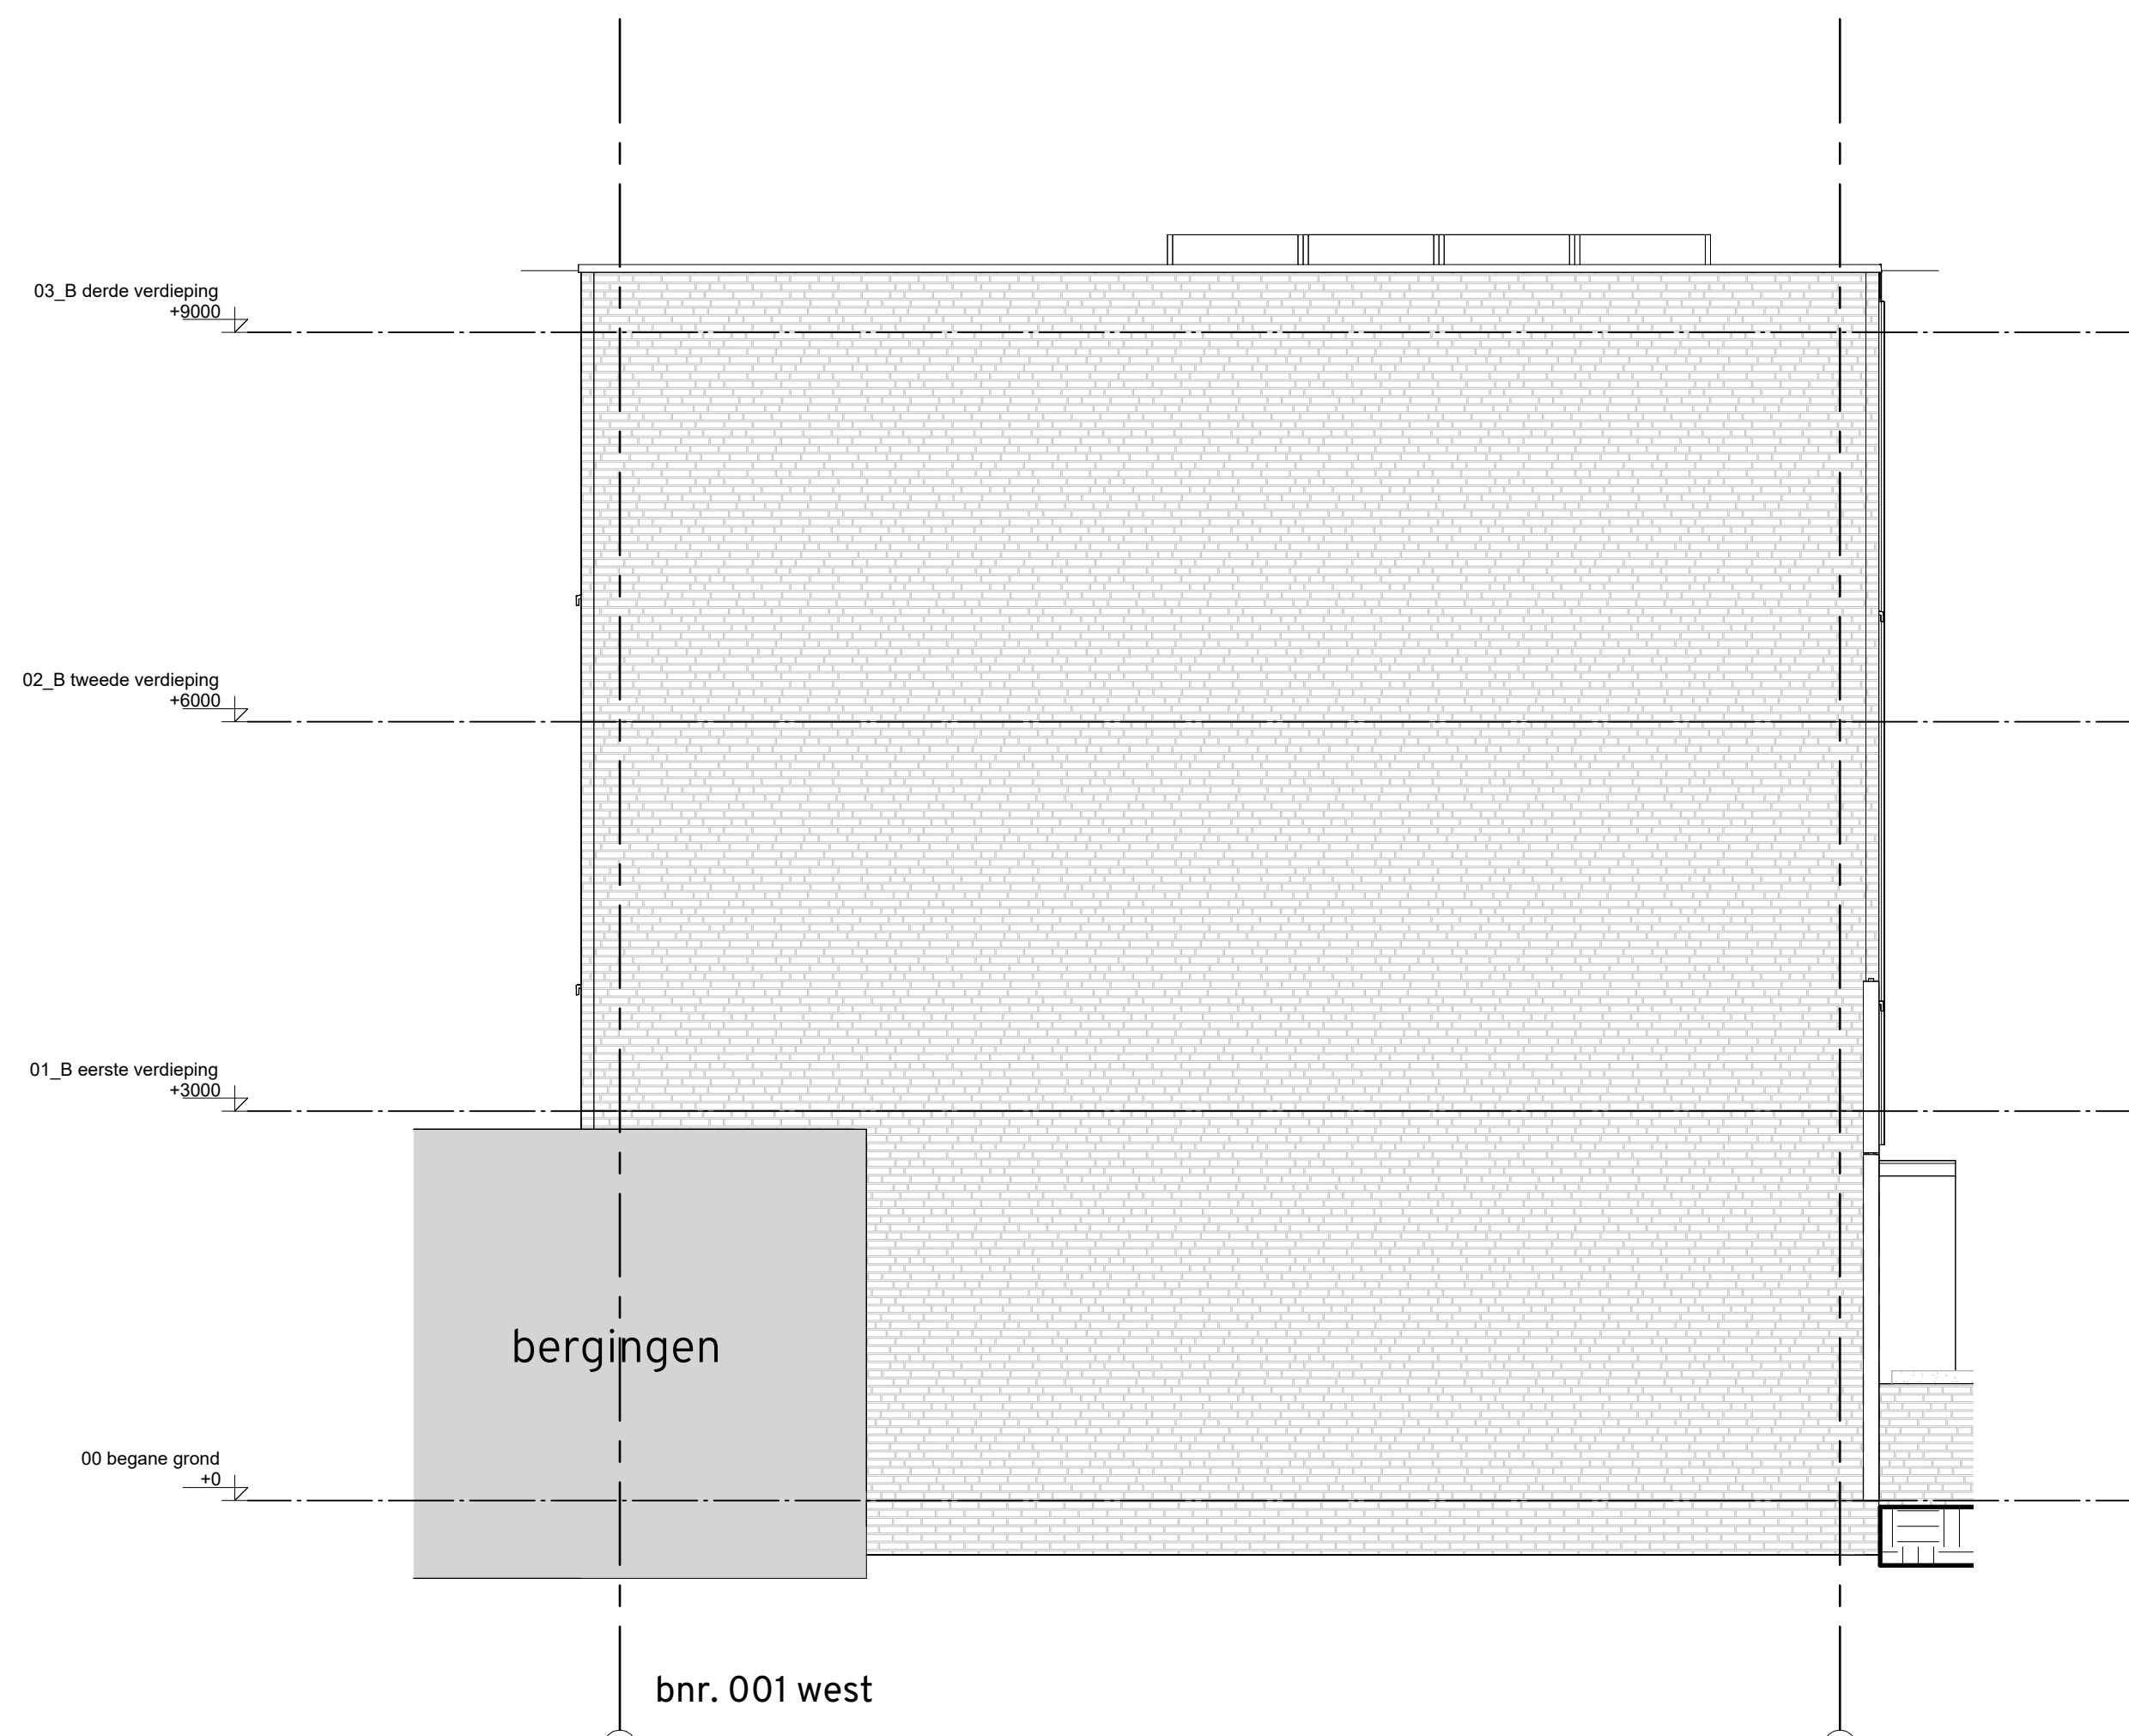 03_B derde verdieping
+9000
02_B tweede verdieping
+6000
01_B eerste verdieping
+3000
bergingen
00 begane grond
+0
bnr. 001 west